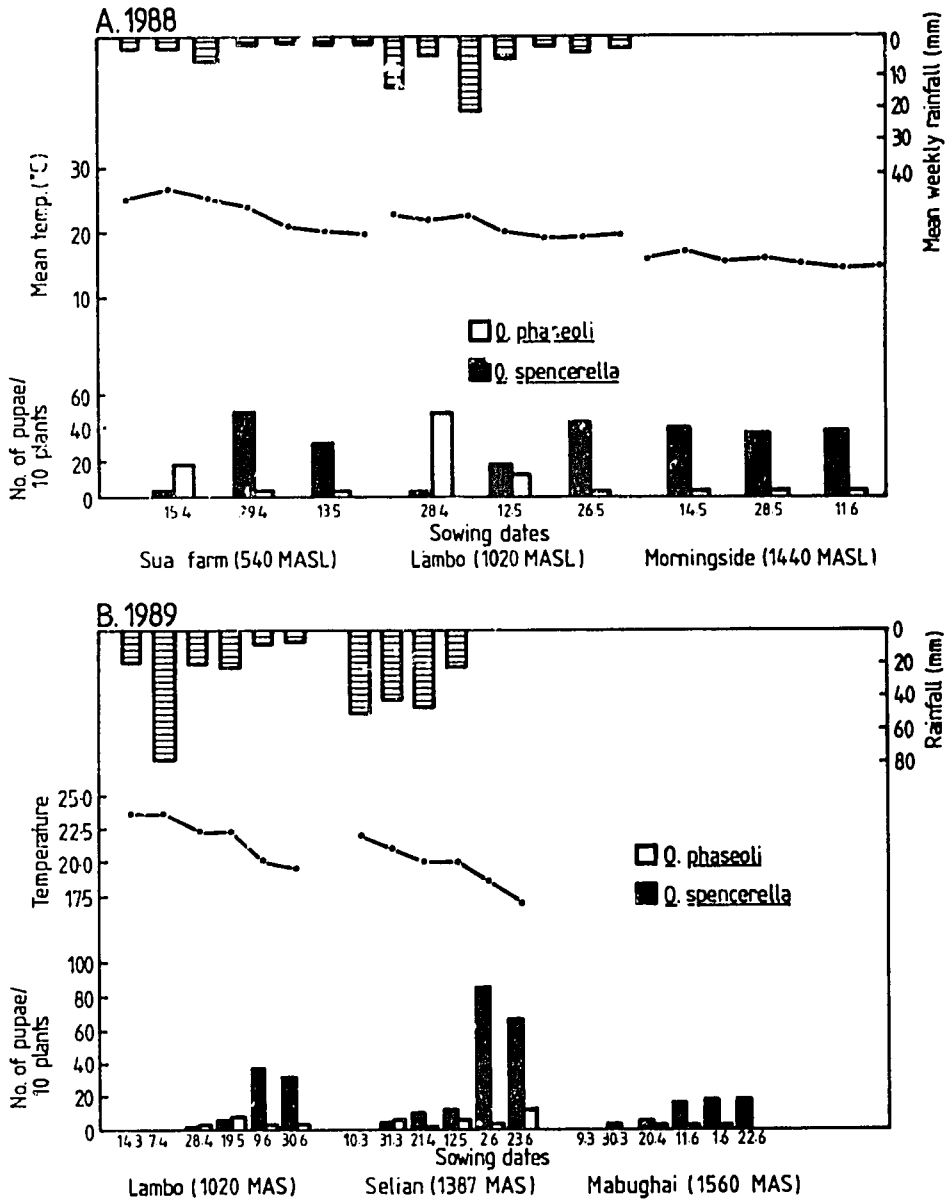 A. 1988
0
10
20
30
40
Mean weekly rainfall (mm)
30
20
10
Mean temp. (°C)
O. phaseoli
O. spencerella
60
40
20
0
No. of pupae/
10 plants
15.4 29.4 13.5 28.4 12.5 26.5 14.5 28.5 11.6
Sowing dates
Sua farm (540 MASL) Lambo (1020 MASL) Morningside (1440 MASL)
B. 1989
0
20
40
60
80
Rainfall (mm)
25.0
22.5
20.0
17.5
Temperature
O. phaseoli
O. spencerella
100
80
60
40
20
0
No. of pupae/
10 plants
14.3 7.4 28.4 19.5 9.6 30.6 10.3 31.3 21.4 12.5 2.6 23.6 9.3 30.3 20.4 11.6 1.6 22.6
Sowing dates
Lambo (1020 MAS) Selian (1387 MAS) Mabughai (1560 MAS)